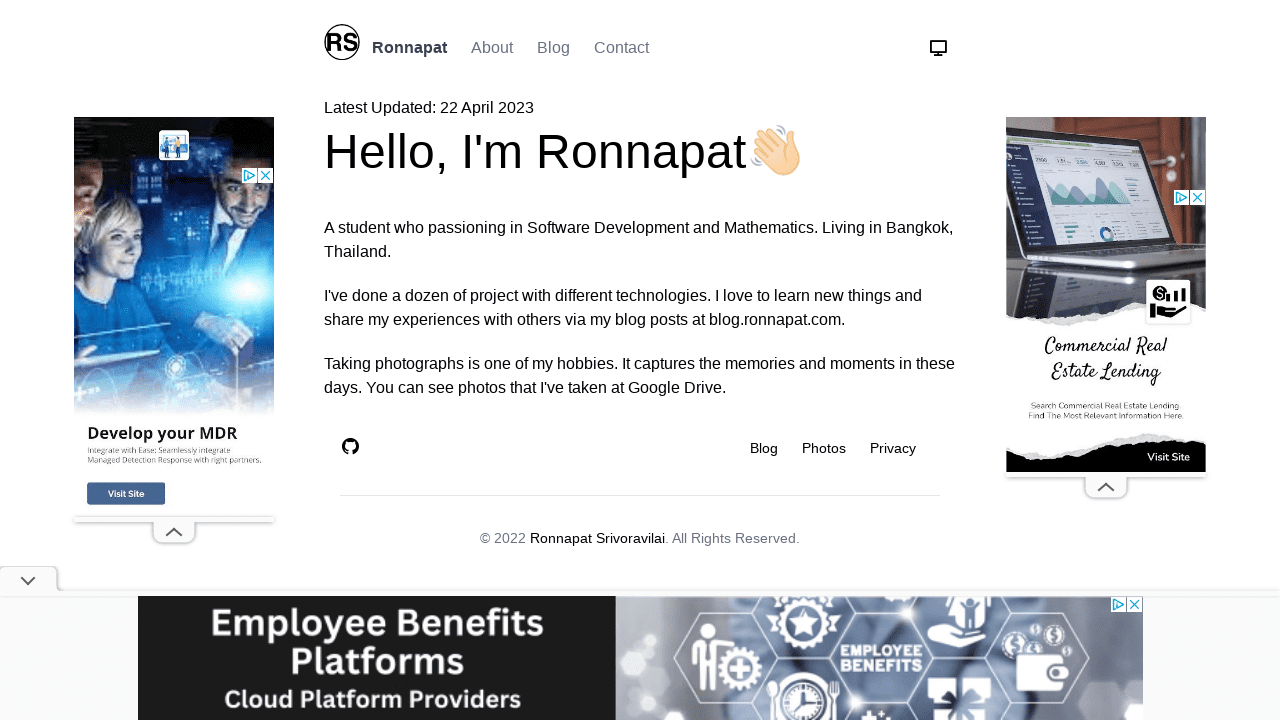 RS
Ronnapat About Blog Contact
Latest Updated: 22 April 2023
Hello, I'm Ronnapat
A student who passioning in Software Development and Mathematics. Living in Bangkok,
Thailand.
I've done a dozen of project with different technologies. I love to learn new things and
share my experiences with others via my blog posts at blog.ronnapat.com.
Taking photographs is one of my hobbies. It captures the memories and moments in these
days. You can see photos that I've taken at Google Drive.
Blog Photos Privacy
© 2022 Ronnapat Srivoravilai. All Rights Reserved.
Develop your MDR
Integrate with Ease: Seamlessly integrate
Managed Detection Response with right partners.
Visit Site
Commercial Real
Estate Lending
Search Commercial Real Estate Lending.
Find The Most Relevant Information Here.
Visit Site
Employee Benefits
Platforms
Cloud Platform Providers
EMPLOYEE
BENEFITS